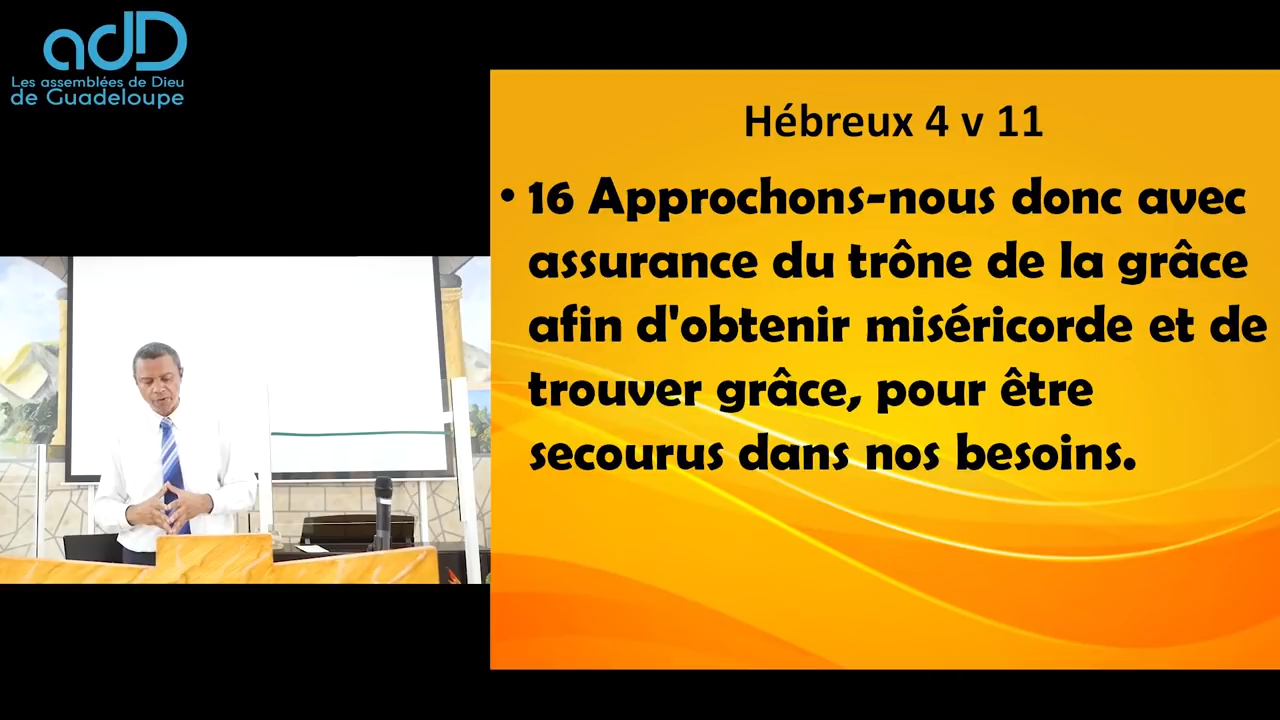 adD
Les assemblées de Dieu
de Guadeloupe
Hébreux 4 v 11
• 16 Approchons-nous donc avec
assurance du trône de la grâce
afin d'obtenir miséricorde et de
trouver grâce, pour être
secourus dans nos besoins.